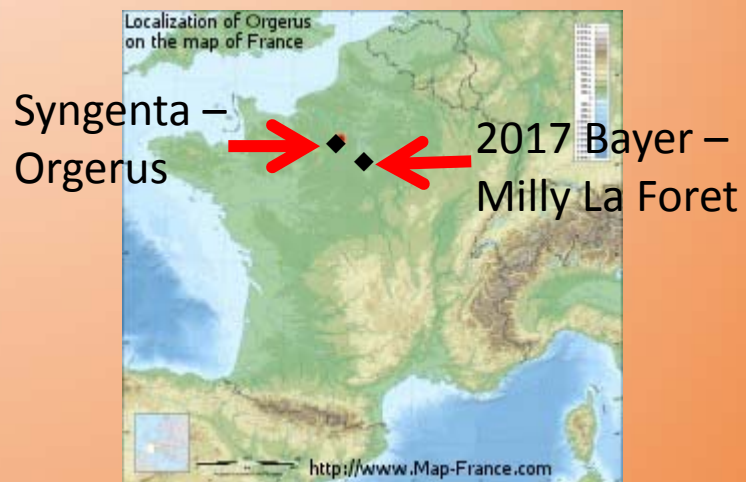 Localization of Orgerus
on the map of France
Syngenta –
Orgerus
2017 Bayer –
Milly La Foret
http://www.Map-France.com